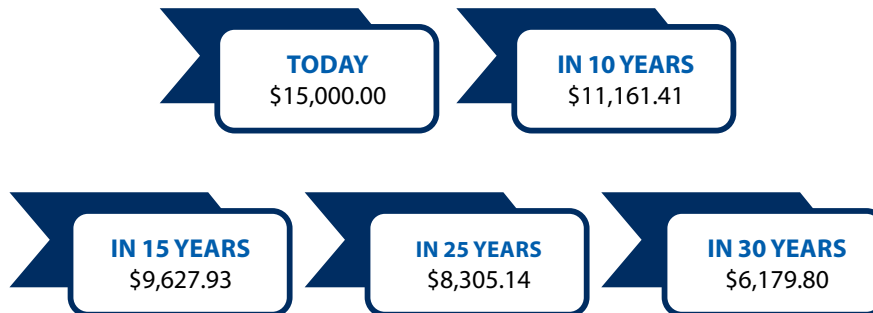 TODAY
$15,000.00
IN 10 YEARS
$11,161.41
IN 15 YEARS
$9,627.93
IN 25 YEARS
$8,305.14
IN 30 YEARS
$6,179.80